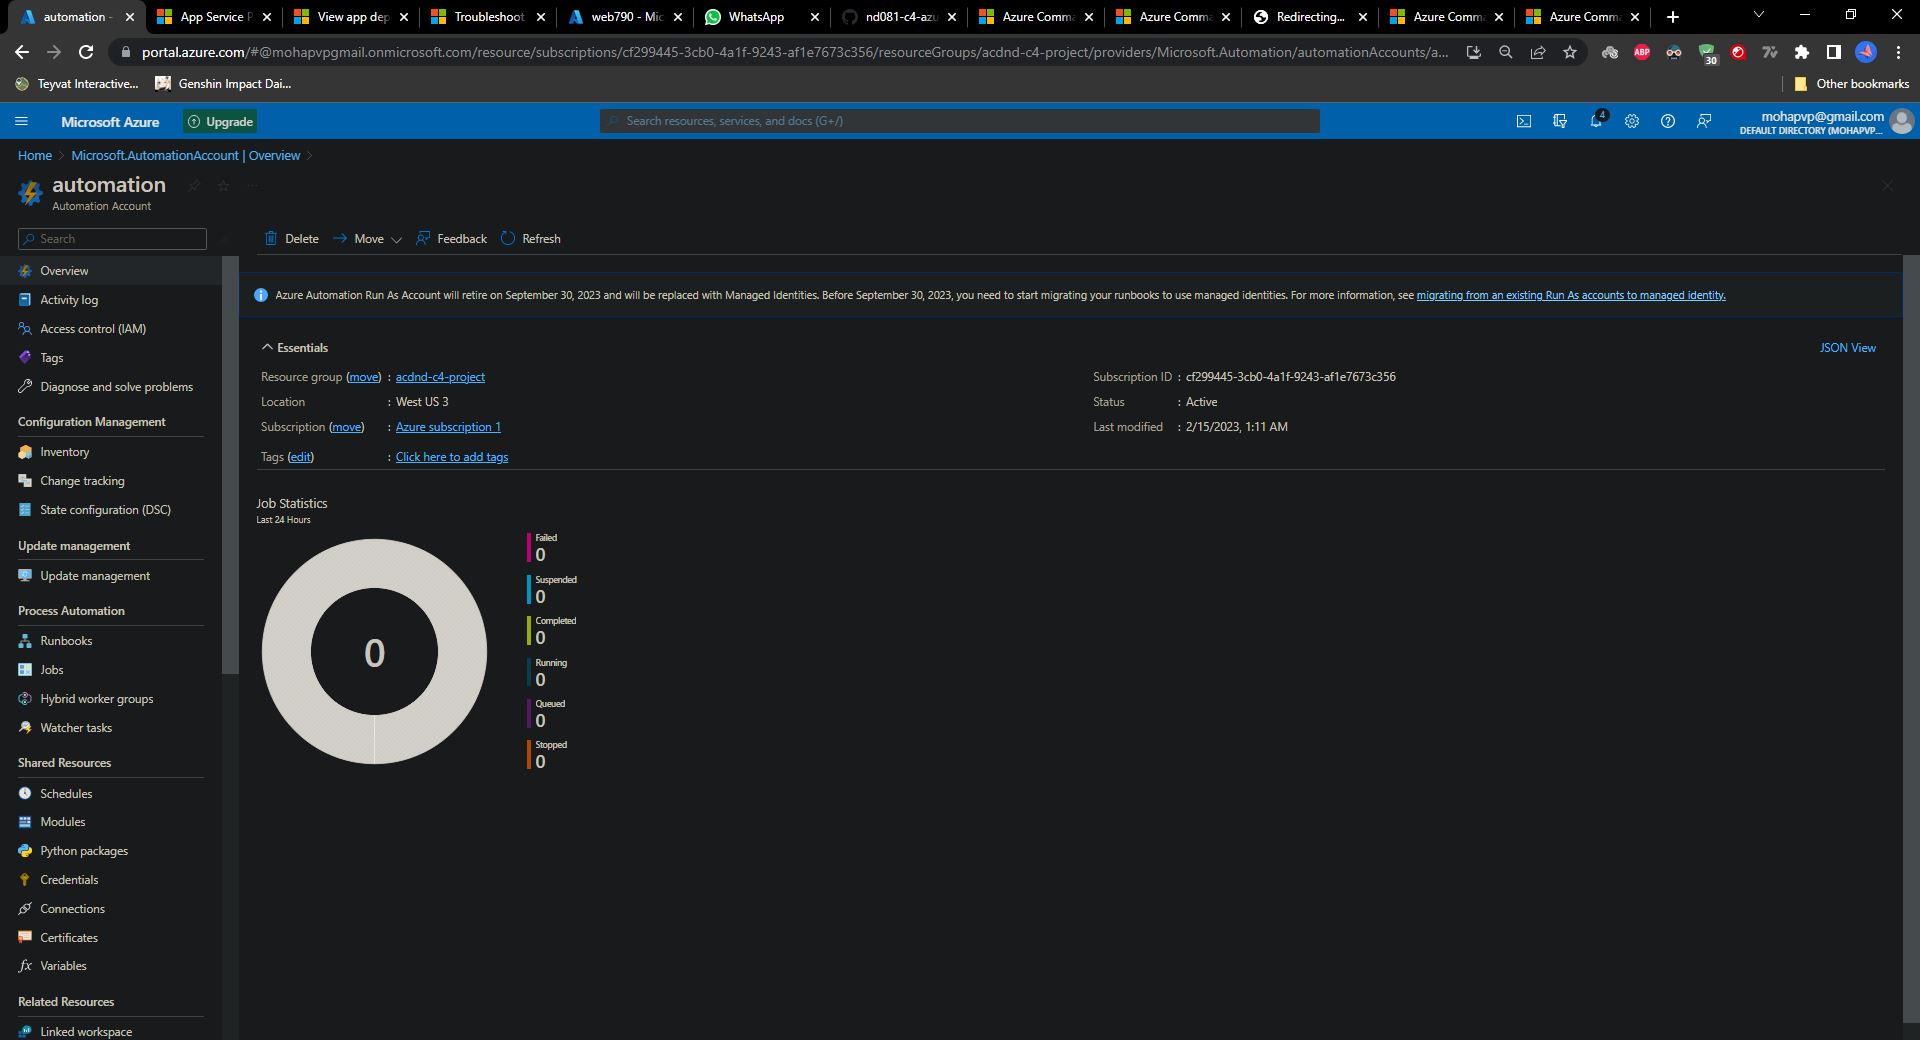 automation -
App Service P
View app dep
Troubleshoot
web790 - Mic
WhatsApp
nd081-c4-azu
Azure Comma
Azure Comma
Redirecting...
Azure Comma
Azure Comma
portal.azure.com/#@mohapvpgmail.onmicrosoft.com/resource/subscriptions/cf299445-3cb0-4a1f-9243-af1e7673c356/resourceGroups/acdnd-c4-project/providers/Microsoft.Automation/automationAccounts/a...
ABP
30
Teyvat Interactive...
Genshin Impact Dai...
Other bookmarks
Microsoft Azure
Upgrade
Search resources, services, and docs (G+/)
4
mohapvp@gmail.com
DEFAULT DIRECTORY (MOHAPVP...
Home
Microsoft.AutomationAccount | Overview
automation
Automation Account
Search
Delete
Move
Feedback
Refresh
Overview
Activity log
Access control (IAM)
Tags
Diagnose and solve problems
Configuration Management
Inventory
Change tracking
State configuration (DSC)
Update management
Update management
Process Automation
Runbooks
Jobs
Hybrid worker groups
Watcher tasks
Shared Resources
Schedules
Modules
Python packages
Credentials
Connections
Certificates
Variables
Related Resources
Linked workspace
Azure Automation Run As Account will retire on September 30, 2023 and will be replaced with Managed Identities. Before September 30, 2023, you need to start migrating your runbooks to use managed identities. For more information, see migrating from an existing Run As accounts to managed identity.
Essentials
JSON View
Resource group (move) : acdnd-c4-project
Location : West US 3
Subscription (move) : Azure subscription 1
Tags (edit) : Click here to add tags
Subscription ID : cf299445-3cb0-4a1f-9243-af1e7673c356
Status : Active
Last modified : 2/15/2023, 1:11 AM
Job Statistics
Last 24 Hours
0
Failed
0
Suspended
0
Completed
0
Running
0
Queued
0
Stopped
0